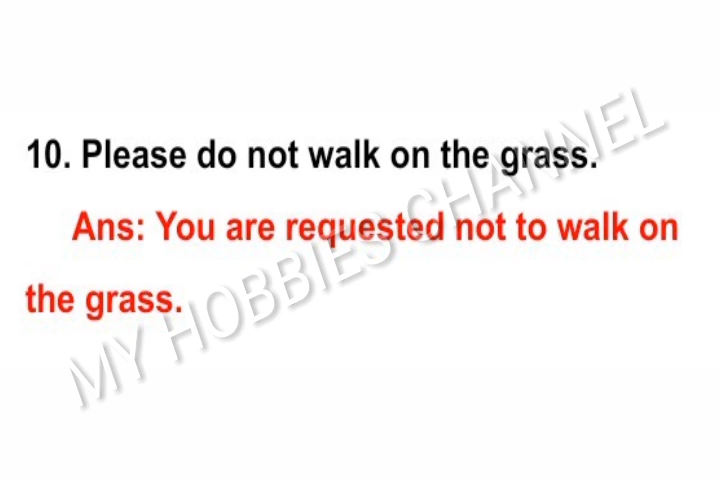 10. Please do not walk on the grass.
Ans: You are requested not to walk on
the grass.
MY HOBBIES CHANNEL